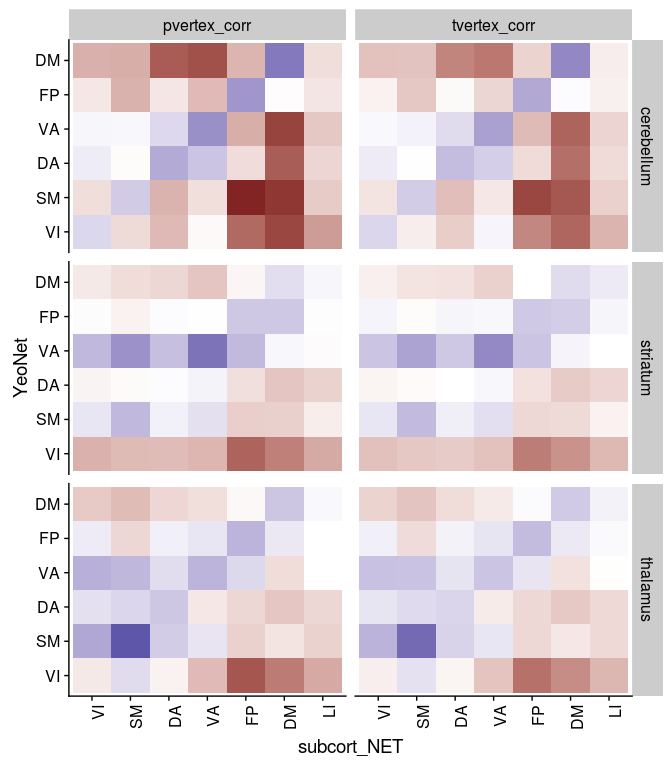 pvertex_corr tvertex_corr
DM
FP
VA
DA
SM
VI
cerebellum
DM
FP
VA
DA
SM
VI
striatum
DM
FP
VA
DA
SM
VI
thalamus
YeoNet
VI SM DA VA FP DM LI VI SM DA VA FP DM LI
subcort_NET